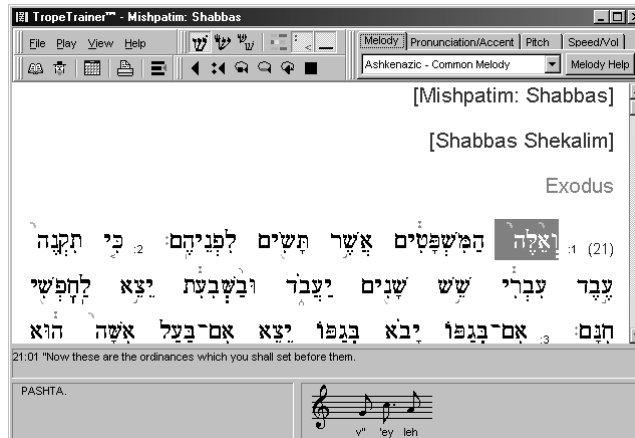 TropeTrainer™ - Mishpatim: Shabbas
File Play View Help
Melody Pronunciation/Accent Pitch Speed/Vol
Ashkenazic - Common Melody Melody Help
[Mishpatim: Shabbas]
[Shabbas Shekalim]
Exodus
(21) 1: וְאֵ֙לֶּה֙ הַמִּשְׁפָּטִ֔ים אֲשֶׁ֥ר תָּשִׂ֖ים לִפְנֵיהֶֽם׃ 2: כִּ֤י תִקְנֶה֙
עֶ֣בֶד עִבְרִ֔י שֵׁ֥שׁ שָׁנִ֖ים יַעֲבֹ֑ד וּבַ֨שְּׁבִעִ֔ת יֵצֵ֥א לַֽחָפְשִׁ֖י
חִנָּֽם׃ 3: אִם־בְּגַפּ֥וֹ יָבֹ֖א בְּגַפּ֣וֹ יֵצֵ֑א אִם־בַּ֤עַל אִשָּׁה֙ ה֔וּא
21:01 "Now these are the ordinances which you shall set before them.
PASHTA.
v" 'ey leh